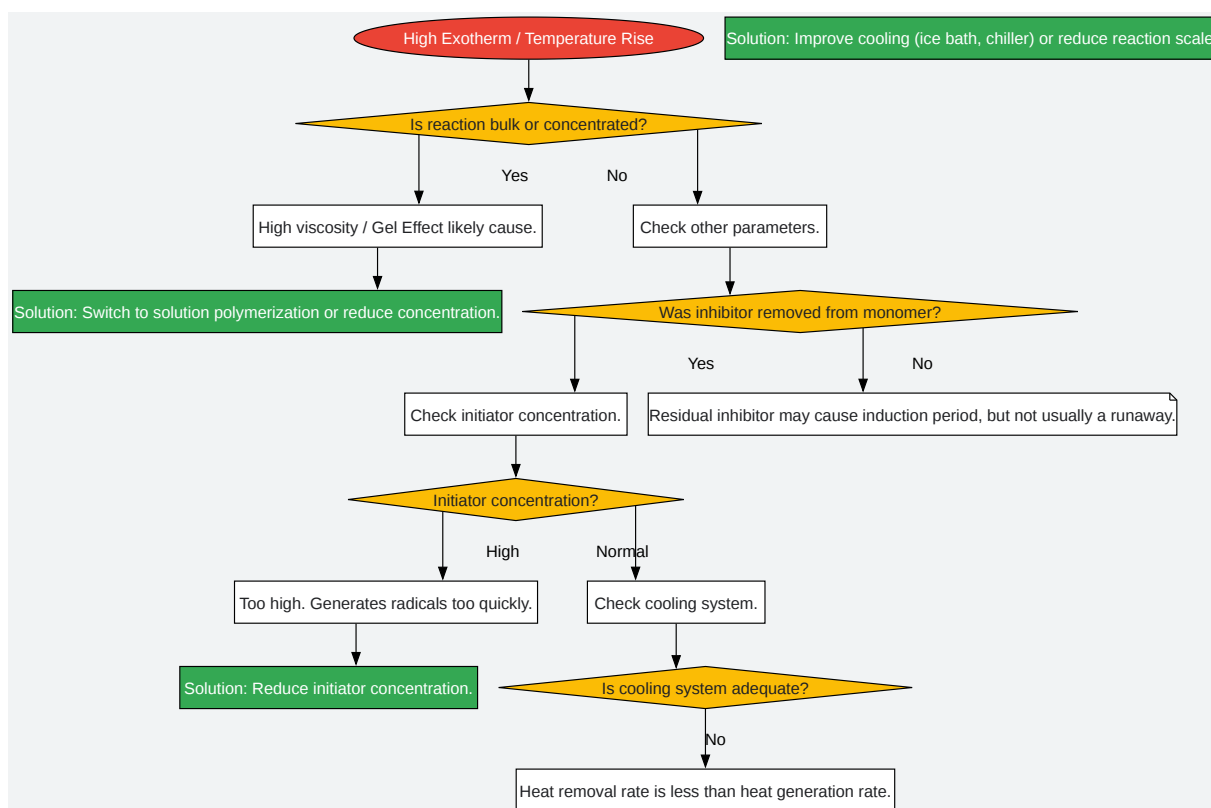 High Exotherm / Temperature Rise
Solution: Improve cooling (ice bath, chiller) or reduce reaction scale
Is reaction bulk or concentrated?
Yes
No
High viscosity / Gel Effect likely cause.
Check other parameters.
Solution: Switch to solution polymerization or reduce concentration.
Was inhibitor removed from monomer?
Yes
No
Check initiator concentration.
Residual inhibitor may cause induction period, but not usually a runaway.
Initiator concentration?
High
Normal
Too high. Generates radicals too quickly.
Check cooling system.
Solution: Reduce initiator concentration.
Is cooling system adequate?
No
Heat removal rate is less than heat generation rate.